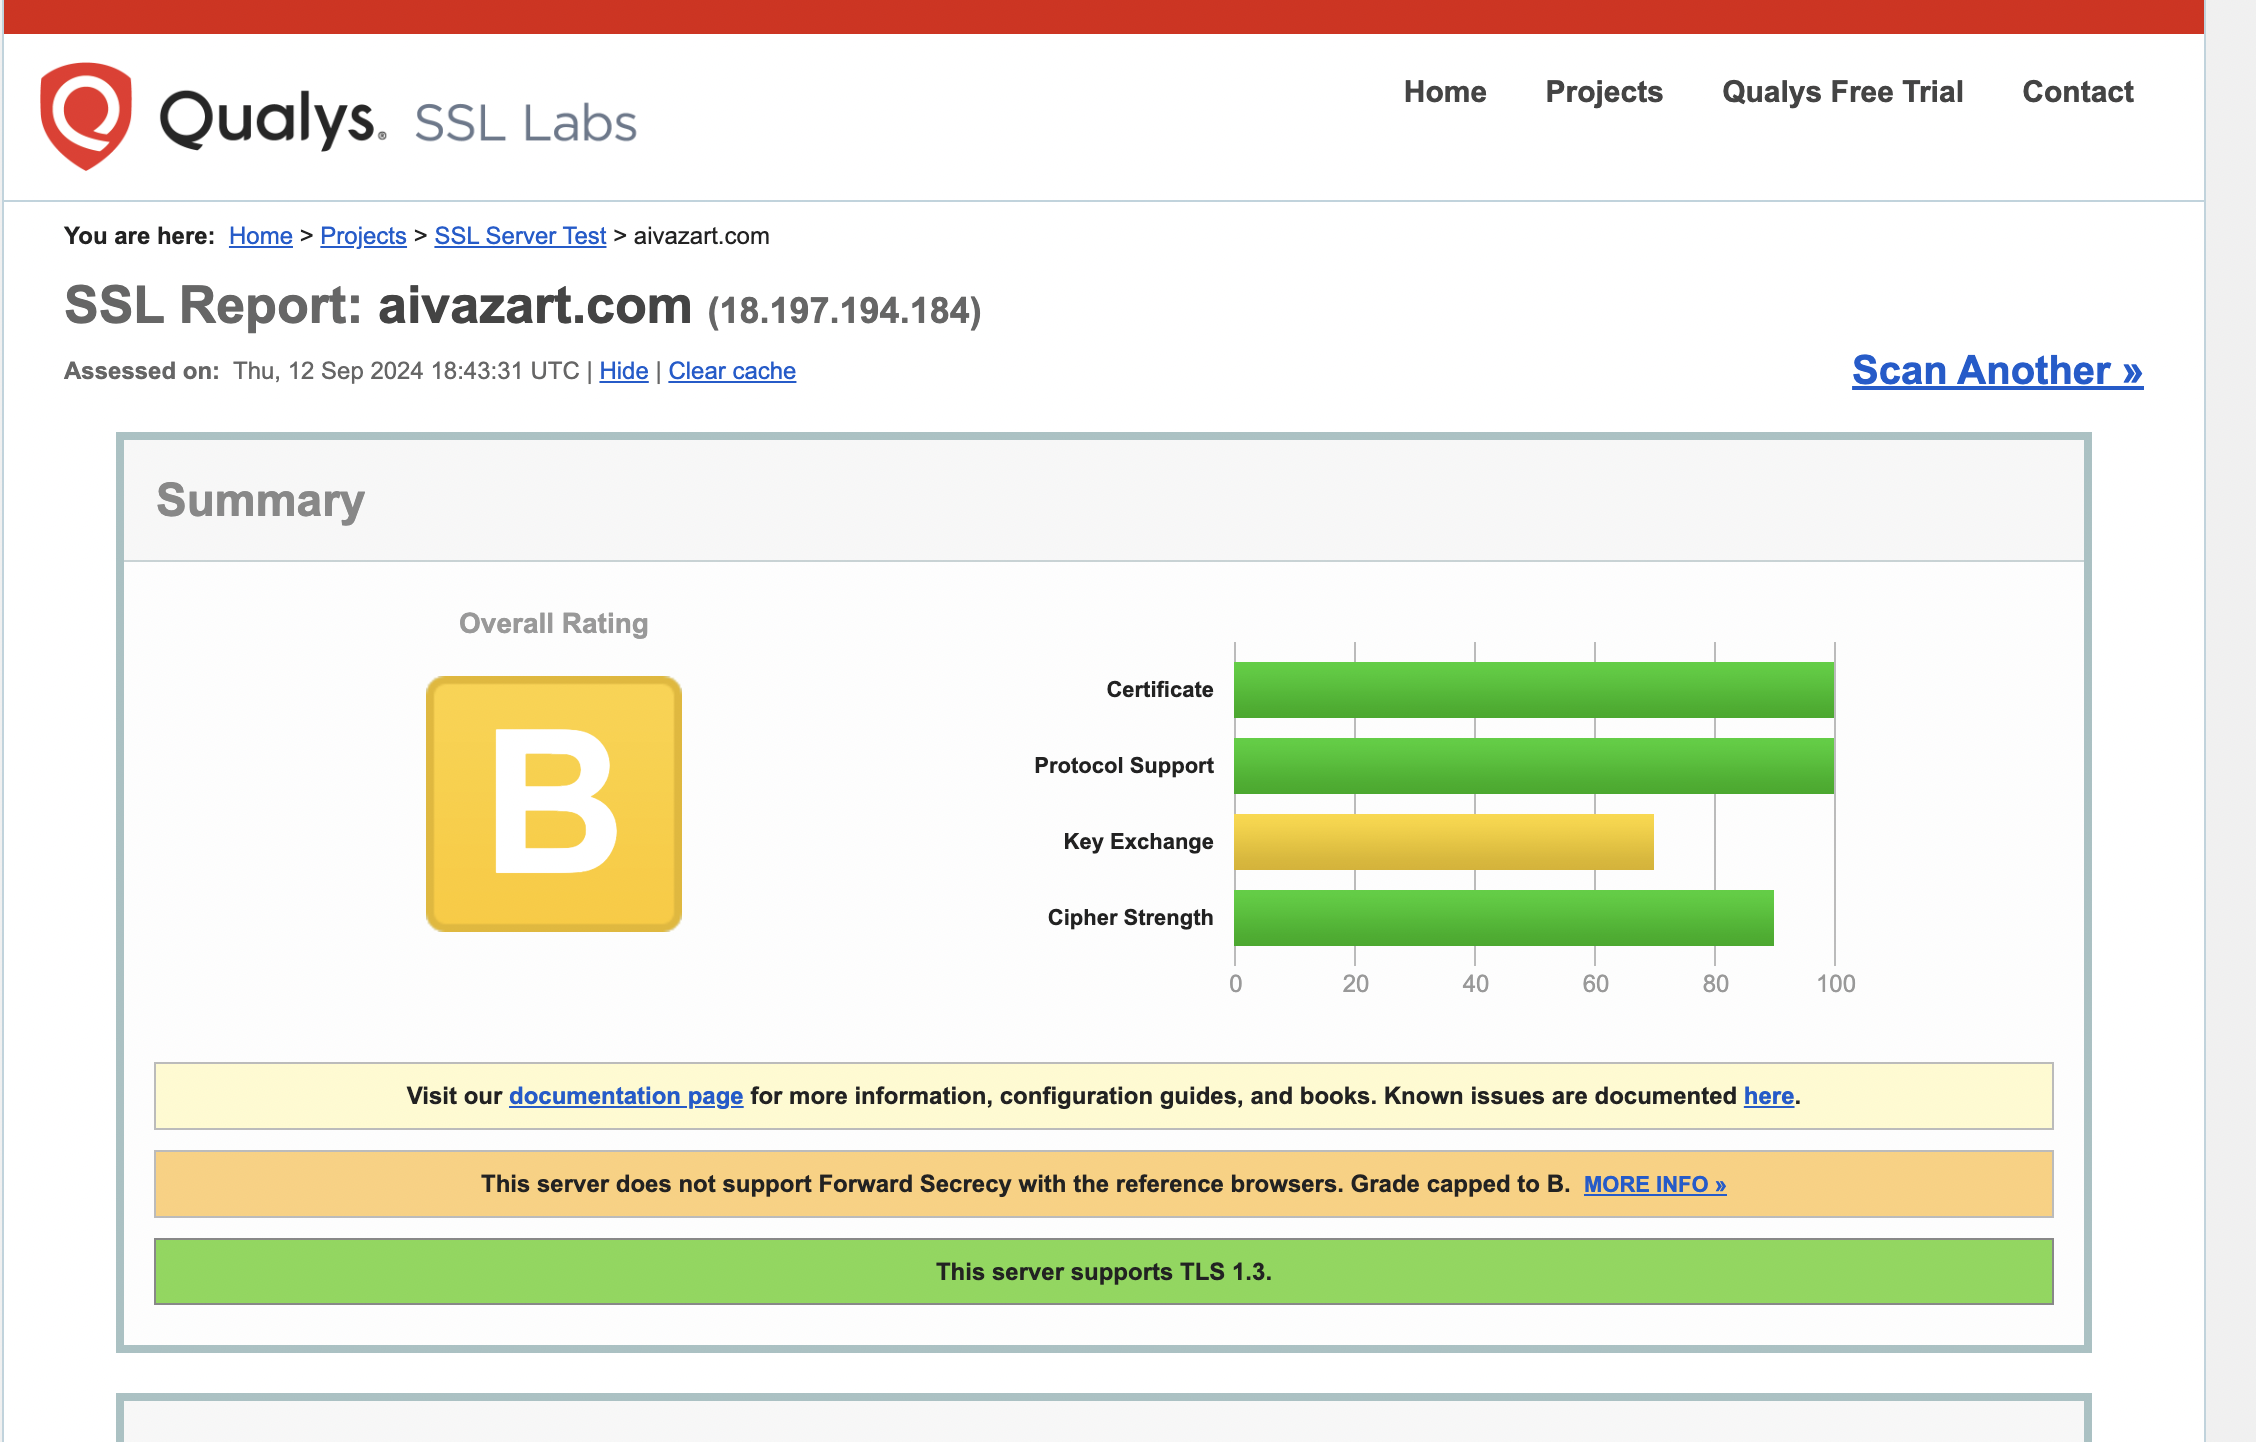 Qualys® SSL Labs
Home Projects Qualys Free Trial Contact
You are here: Home > Projects > SSL Server Test > aivazart.com
SSL Report: aivazart.com (18.197.194.184)
Assessed on: Thu, 12 Sep 2024 18:43:31 UTC | Hide | Clear cache
Scan Another »
Summary
Overall Rating
B
Certificate
Protocol Support
Key Exchange
Cipher Strength
0 20 40 60 80 100
Visit our documentation page for more information, configuration guides, and books. Known issues are documented here.
This server does not support Forward Secrecy with the reference browsers. Grade capped to B. MORE INFO »
This server supports TLS 1.3.